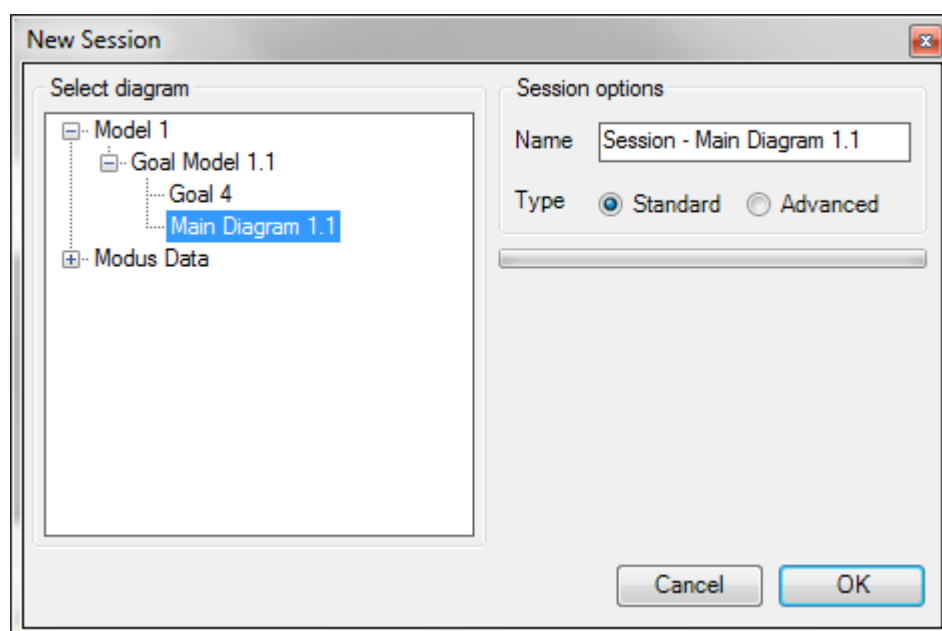 New Session
Select diagram
Model 1
Goal Model 1.1
Goal 4
Main Diagram 1.1
Modus Data
Session options
Name Session - Main Diagram 1.1
Type Standard Advanced
Cancel OK